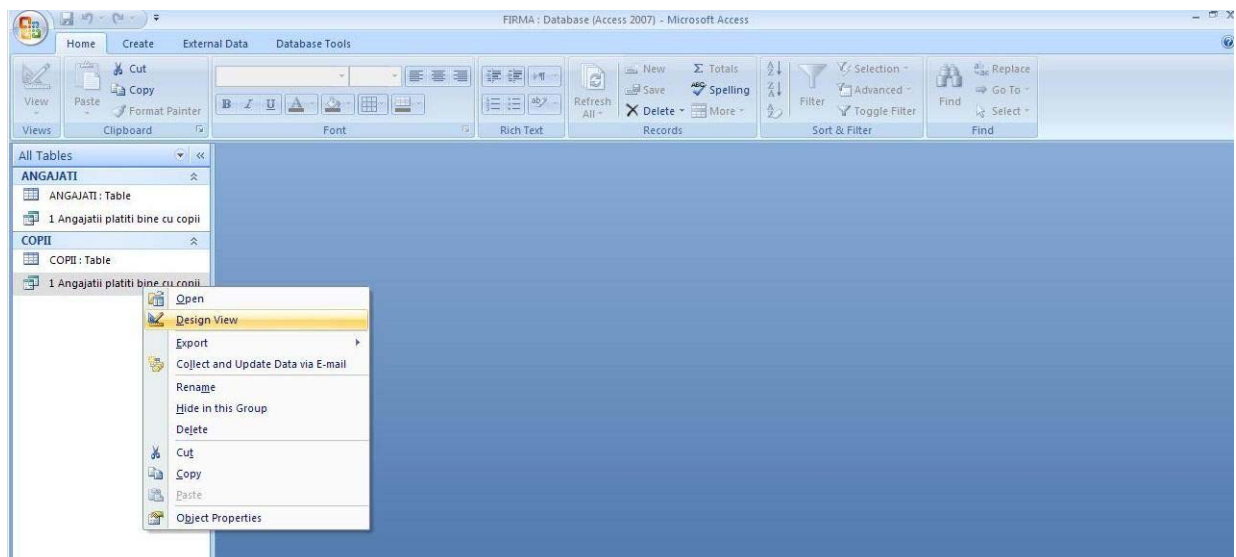 FIRMA : Database (Access 2007) - Microsoft Access
Home Create External Data Database Tools
View
Views
Paste
Cut
Copy
Format Painter
Clipboard
B I U A
Font
Rich Text
Refresh All
New
Save
Delete
Σ Totals
ABC Spelling
More
Records
Filter
Selection
Advanced
Toggle Filter
Sort & Filter
Find
Replace
Go To
Select
Find
All Tables
ANGAJATI
ANGAJATI : Table
1 Angajatii platiti bine cu copii
COPII
COPII : Table
1 Angajatii platiti bine cu copii
Open
Design View
Export
Collect and Update Data via E-mail
Rename
Hide in this Group
Delete
Cut
Copy
Paste
Object Properties